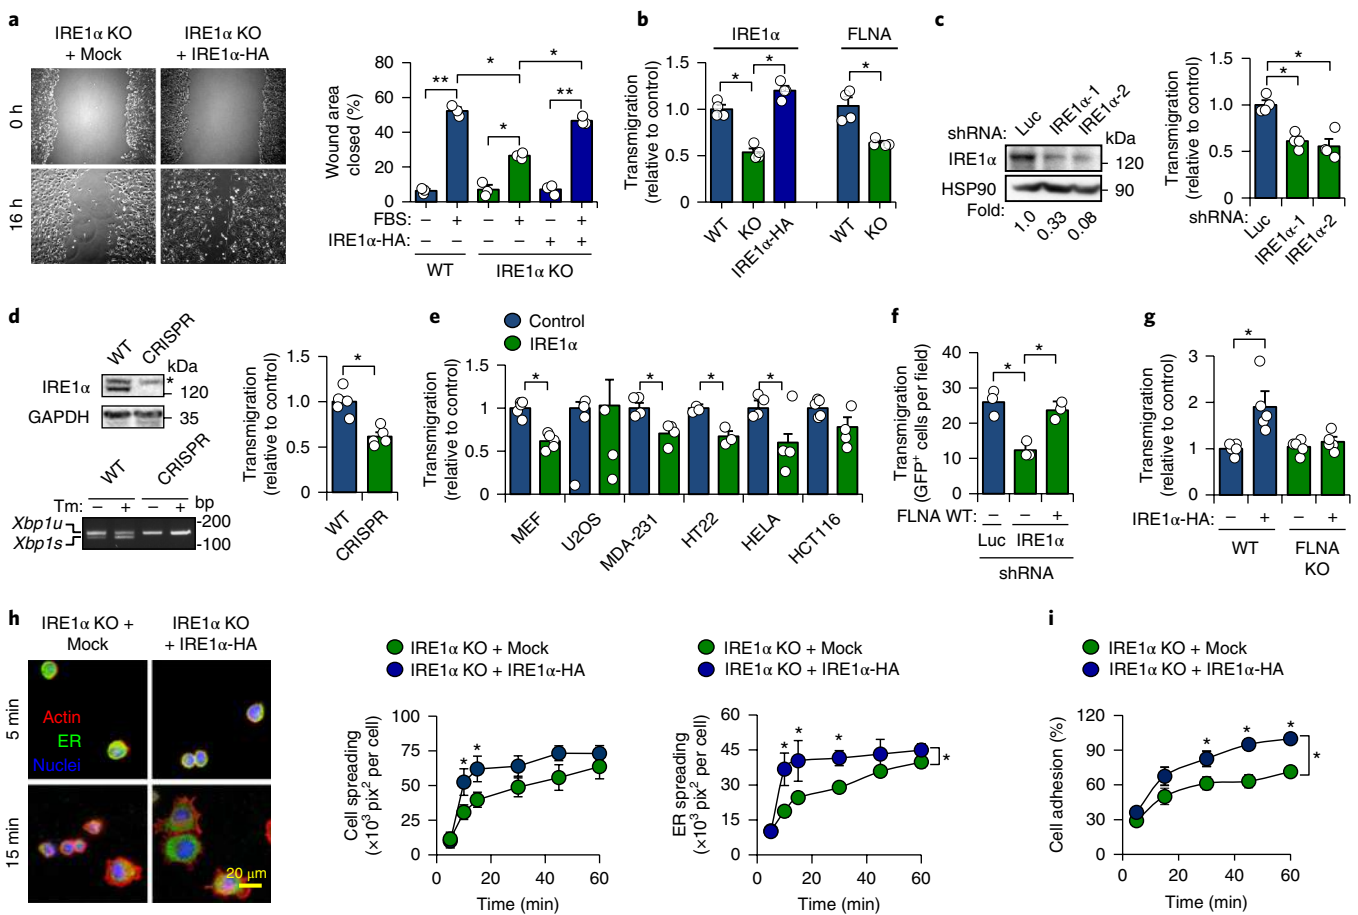 a
IRE1α KO
+ Mock
IRE1α KO
+ IRE1α-HA
0 h
16 h
Wound area
closed (%)
80
60
40
20
0
**
*
*
*
**
FBS: – + – + – +
IRE1α-HA: – – – – + +
WT
IRE1α KO
b
IRE1α
FLNA
Transmigration
(relative to control)
1.5
1.0
0.5
0
*
*
*
WT
KO
IRE1α-HA
WT
KO
c
shRNA:
Luc
IRE1α-1
IRE1α-2
kDa
IRE1α
120
HSP90
90
Fold:
1.0
0.33
0.08
Transmigration
(relative to control)
1.5
1.0
0.5
0
*
*
shRNA:
Luc
IRE1α-1
IRE1α-2
d
WT
CRISPR
kDa
IRE1α
*
120
GAPDH
35
WT
CRISPR
Tm: – + – + bp
Xbp1u
Xbp1s
-200
-100
Transmigration
(relative to control)
1.5
1.0
0.5
0
*
WT
CRISPR
e
Control
IRE1α
Transmigration
(relative to control)
1.5
1.0
0.5
0
*
*
*
*
MEF
U2OS
MDA-231
HT22
HELA
HCT116
f
Transmigration
(GFP+ cells per field)
40
30
20
10
0
*
*
FLNA WT: – – +
Luc IRE1α
shRNA
g
Transmigration
(relative to control)
3
2
1
0
*
IRE1α-HA: – + – +
WT
FLNA
KO
h
IRE1α KO +
Mock
IRE1α KO
+ IRE1α-HA
5 min
15 min
Actin
ER
Nuclei
20 μm
IRE1α KO + Mock
IRE1α KO + IRE1α-HA
Cell spreading
(×10³ pix² per cell)
100
75
50
25
0
*
*
0 20 40 60
Time (min)
IRE1α KO + Mock
IRE1α KO + IRE1α-HA
ER spreading
(×10³ pix² per cell)
60
45
30
15
0
*
*
*
*
0 20 40 60
Time (min)
i
IRE1α KO + Mock
IRE1α KO + IRE1α-HA
Cell adhesion (%)
120
90
60
30
0
*
*
*
*
0 20 40 60
Time (min)